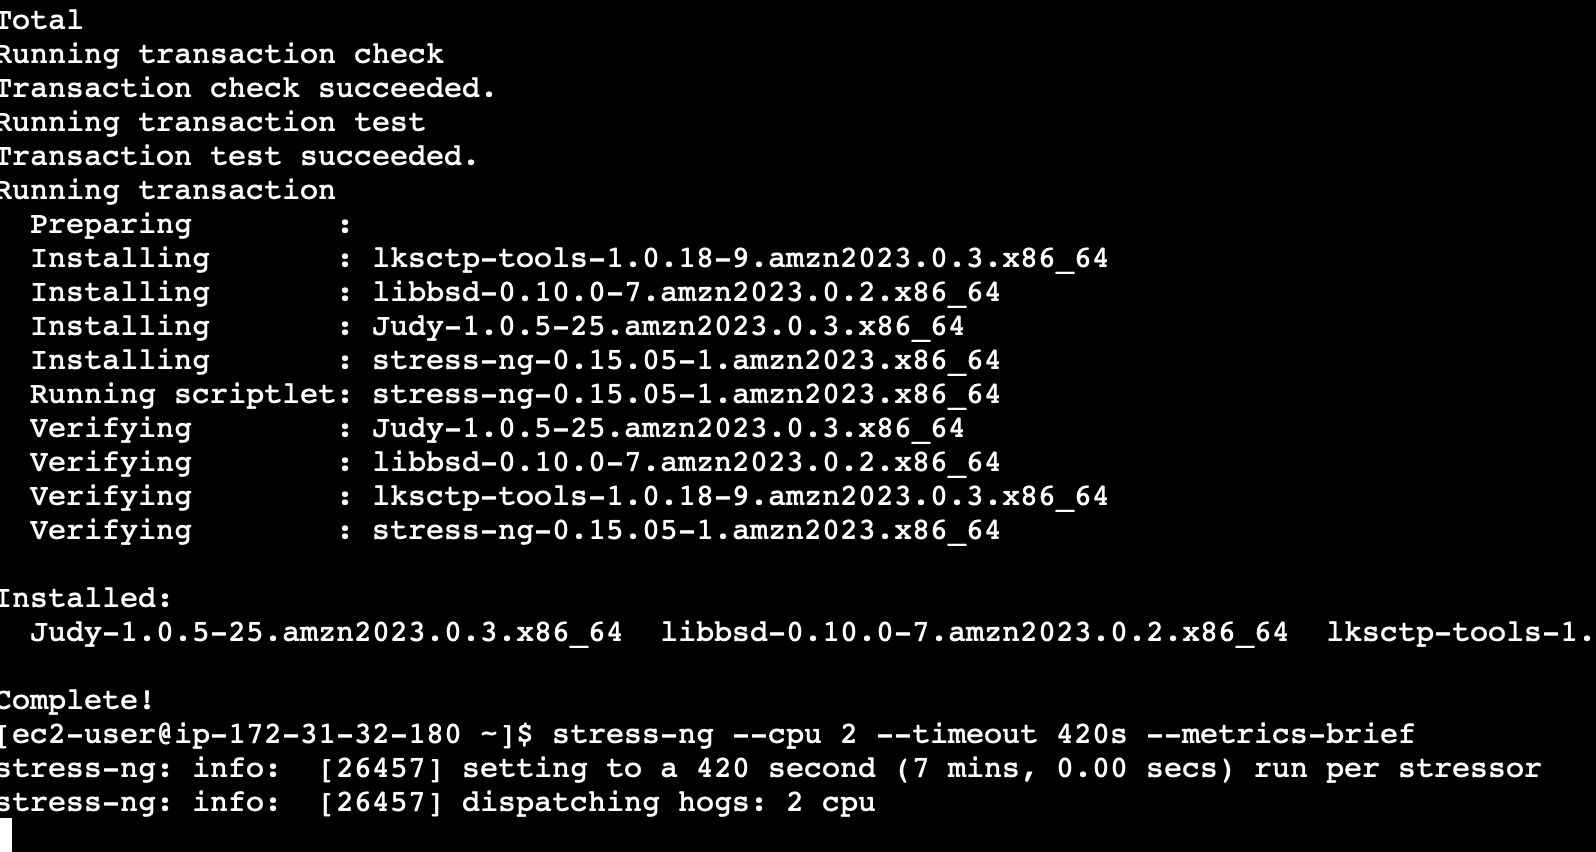 Total
Running transaction check
Transaction check succeeded.
Running transaction test
Transaction test succeeded.
Running transaction
  Preparing        :
  Installing       : lksctp-tools-1.0.18-9.amzn2023.0.3.x86_64
  Installing       : libbsd-0.10.0-7.amzn2023.0.2.x86_64
  Installing       : Judy-1.0.5-25.amzn2023.0.3.x86_64
  Installing       : stress-ng-0.15.05-1.amzn2023.x86_64
  Running scriptlet: stress-ng-0.15.05-1.amzn2023.x86_64
  Verifying        : Judy-1.0.5-25.amzn2023.0.3.x86_64
  Verifying        : libbsd-0.10.0-7.amzn2023.0.2.x86_64
  Verifying        : lksctp-tools-1.0.18-9.amzn2023.0.3.x86_64
  Verifying        : stress-ng-0.15.05-1.amzn2023.x86_64
Installed:
  Judy-1.0.5-25.amzn2023.0.3.x86_64  libbsd-0.10.0-7.amzn2023.0.2.x86_64  lksctp-tools-1.
Complete!
[ec2-user@ip-172-31-32-180 ~]$ stress-ng --cpu 2 --timeout 420s --metrics-brief
stress-ng: info:  [26457] setting to a 420 second (7 mins, 0.00 secs) run per stressor
stress-ng: info:  [26457] dispatching hogs: 2 cpu